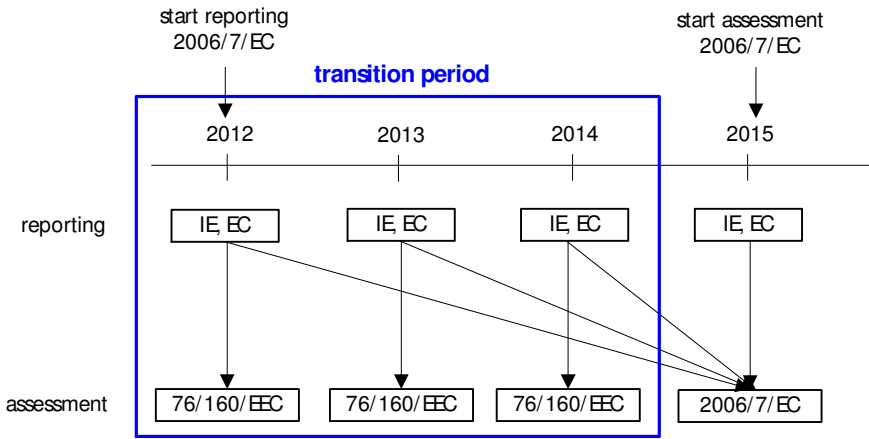 start reporting
2006/7/EC
start assessment
2006/7/EC
transition period
2012 2013 2014 2015
reporting IE, EC IE, EC IE, EC IE, EC
assessment 76/160/EEC 76/160/EEC 76/160/EEC 2006/7/EC